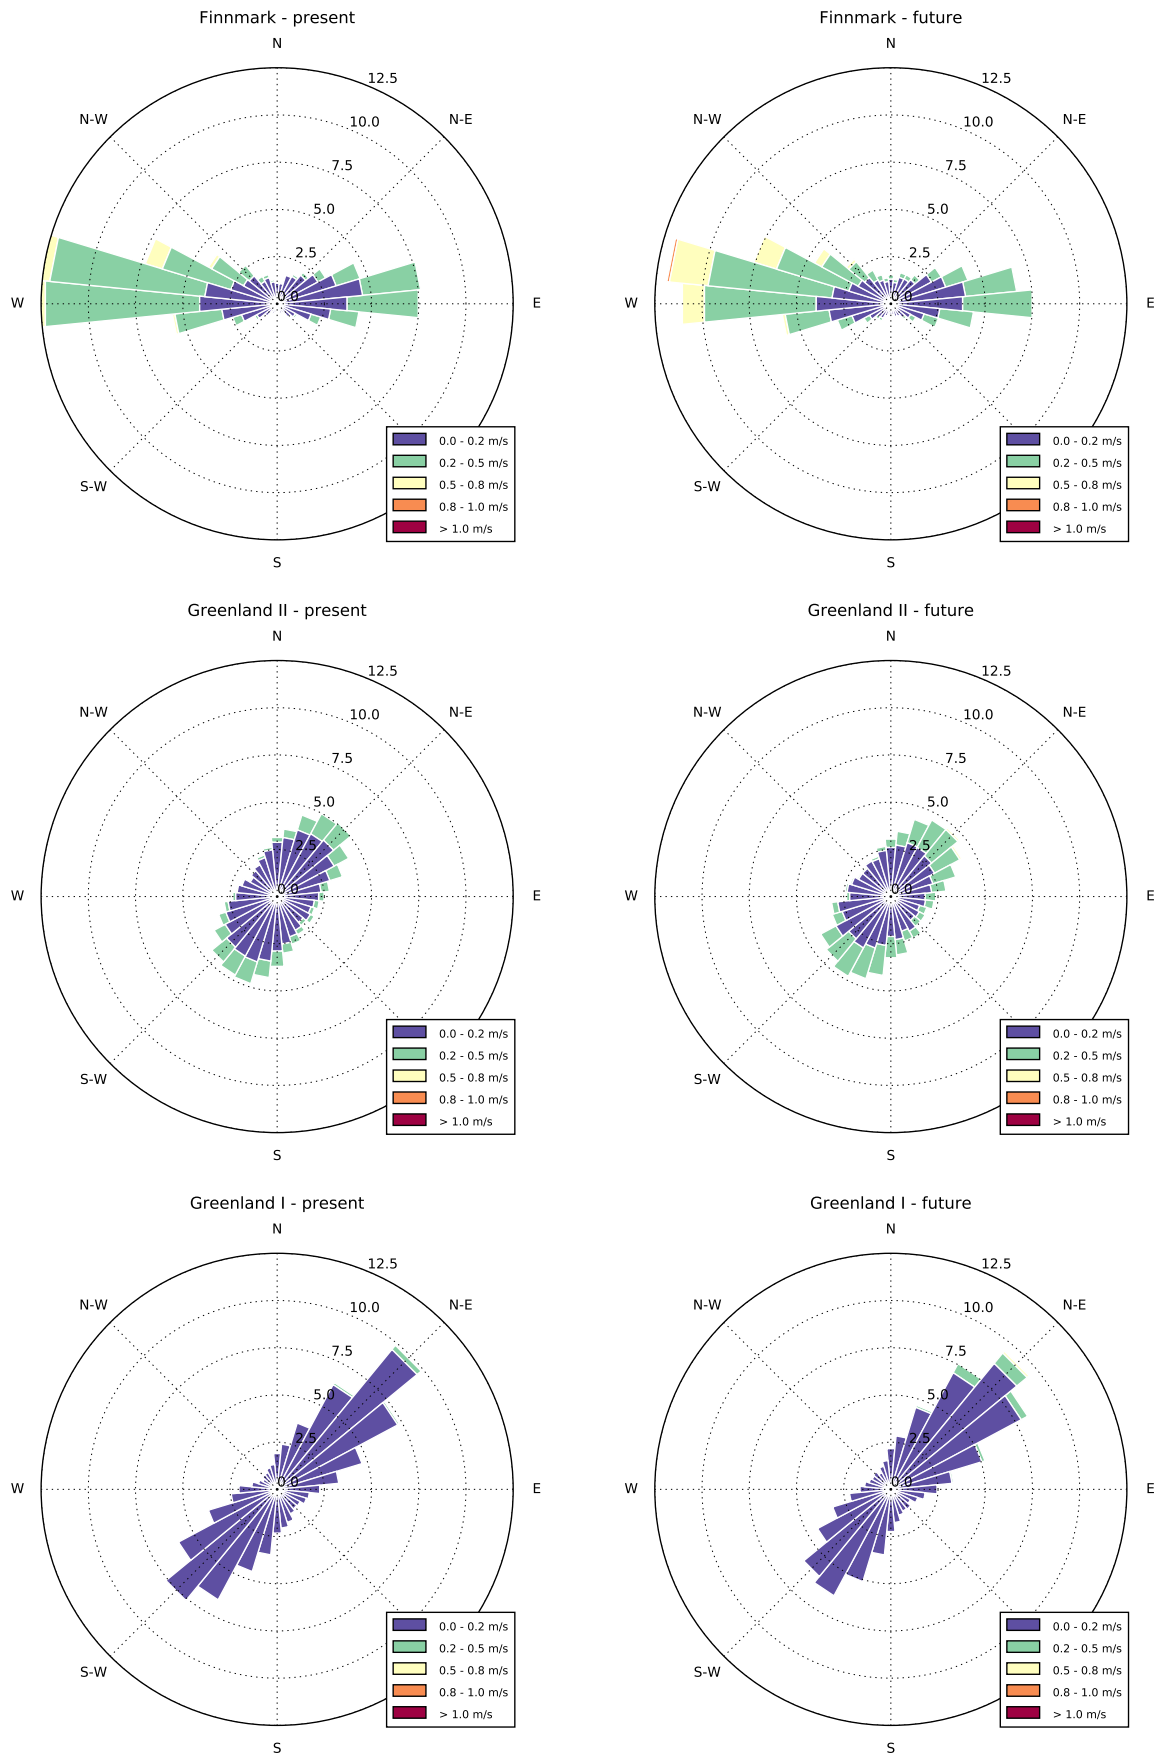 Finnmark - present
N
12.5
10.0
7.5
5.0
2.5
0.0
N-W
N-E
W
E
S-W
S
0.0 - 0.2 m/s
0.2 - 0.5 m/s
0.5 - 0.8 m/s
0.8 - 1.0 m/s
> 1.0 m/s
Finnmark - future
N
12.5
10.0
7.5
5.0
2.5
0.0
N-W
N-E
W
E
S-W
S
0.0 - 0.2 m/s
0.2 - 0.5 m/s
0.5 - 0.8 m/s
0.8 - 1.0 m/s
> 1.0 m/s
Greenland II - present
N
12.5
10.0
7.5
5.0
2.5
0.0
N-W
N-E
W
E
S-W
S
0.0 - 0.2 m/s
0.2 - 0.5 m/s
0.5 - 0.8 m/s
0.8 - 1.0 m/s
> 1.0 m/s
Greenland II - future
N
12.5
10.0
7.5
5.0
2.5
0.0
N-W
N-E
W
E
S-W
S
0.0 - 0.2 m/s
0.2 - 0.5 m/s
0.5 - 0.8 m/s
0.8 - 1.0 m/s
> 1.0 m/s
Greenland I - present
N
12.5
10.0
7.5
5.0
2.5
0.0
N-W
N-E
W
E
S-W
S
0.0 - 0.2 m/s
0.2 - 0.5 m/s
0.5 - 0.8 m/s
0.8 - 1.0 m/s
> 1.0 m/s
Greenland I - future
N
12.5
10.0
7.5
5.0
2.5
0.0
N-W
N-E
W
E
S-W
S
0.0 - 0.2 m/s
0.2 - 0.5 m/s
0.5 - 0.8 m/s
0.8 - 1.0 m/s
> 1.0 m/s